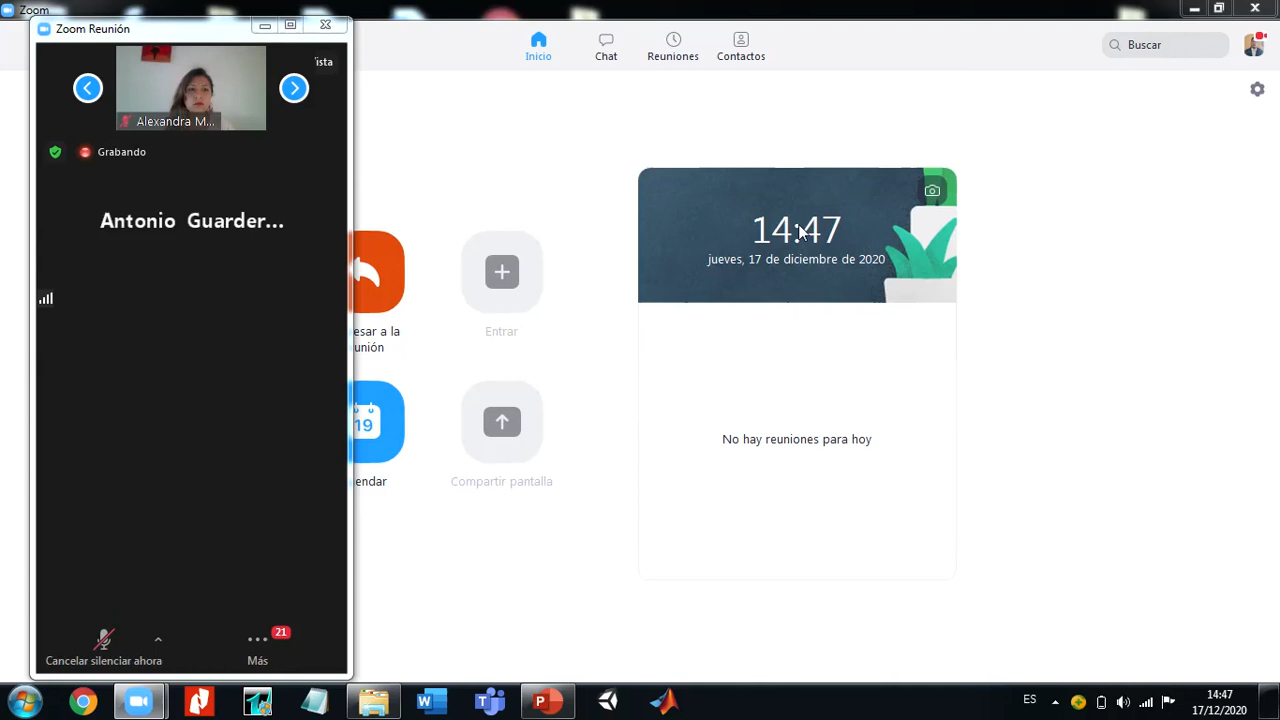 Zoom
Zoom Reunión
Inicio
Chat
Reuniones
Contactos
Buscar
Vista
Alexandra M...
Grabando
Antonio Guarder...
14:47
jueves, 17 de diciembre de 2020
esar a la
unión
Entrar
19
endar
Compartir pantalla
No hay reuniones para hoy
21
Cancelar silenciar ahora
Más
ES
14:47
17/12/2020